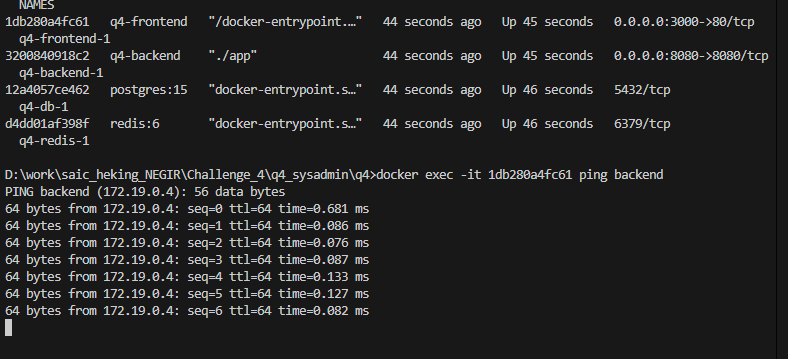 NAMES
1db280a4fc61 q4-frontend "/docker-entrypoint.…" 44 seconds ago Up 45 seconds 0.0.0.0:3000->80/tcp
q4-frontend-1
3200840918c2 q4-backend "./app" 44 seconds ago Up 45 seconds 0.0.0.0:8080->8080/tcp
q4-backend-1
12a4057ce462 postgres:15 "docker-entrypoint.s…" 44 seconds ago Up 46 seconds 5432/tcp
q4-db-1
d4dd01af398f redis:6 "docker-entrypoint.s…" 44 seconds ago Up 46 seconds 6379/tcp
q4-redis-1
D:\work\saic_heking_NEGIR\Challenge_4\q4_sysadmin\q4>docker exec -it 1db280a4fc61 ping backend
PING backend (172.19.0.4): 56 data bytes
64 bytes from 172.19.0.4: seq=0 ttl=64 time=0.681 ms
64 bytes from 172.19.0.4: seq=1 ttl=64 time=0.086 ms
64 bytes from 172.19.0.4: seq=2 ttl=64 time=0.076 ms
64 bytes from 172.19.0.4: seq=3 ttl=64 time=0.087 ms
64 bytes from 172.19.0.4: seq=4 ttl=64 time=0.133 ms
64 bytes from 172.19.0.4: seq=5 ttl=64 time=0.127 ms
64 bytes from 172.19.0.4: seq=6 ttl=64 time=0.082 ms